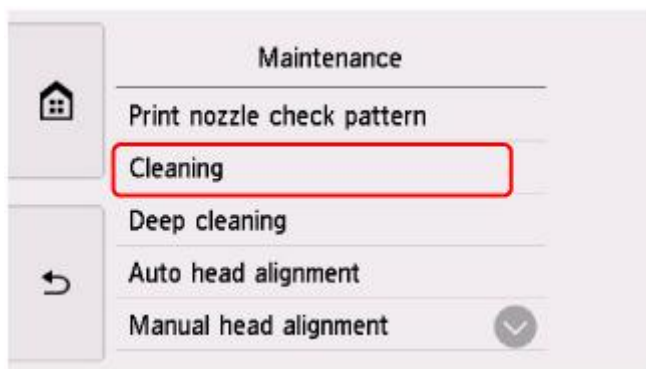 Maintenance
Print nozzle check pattern
Cleaning
Deep cleaning
Auto head alignment
Manual head alignment